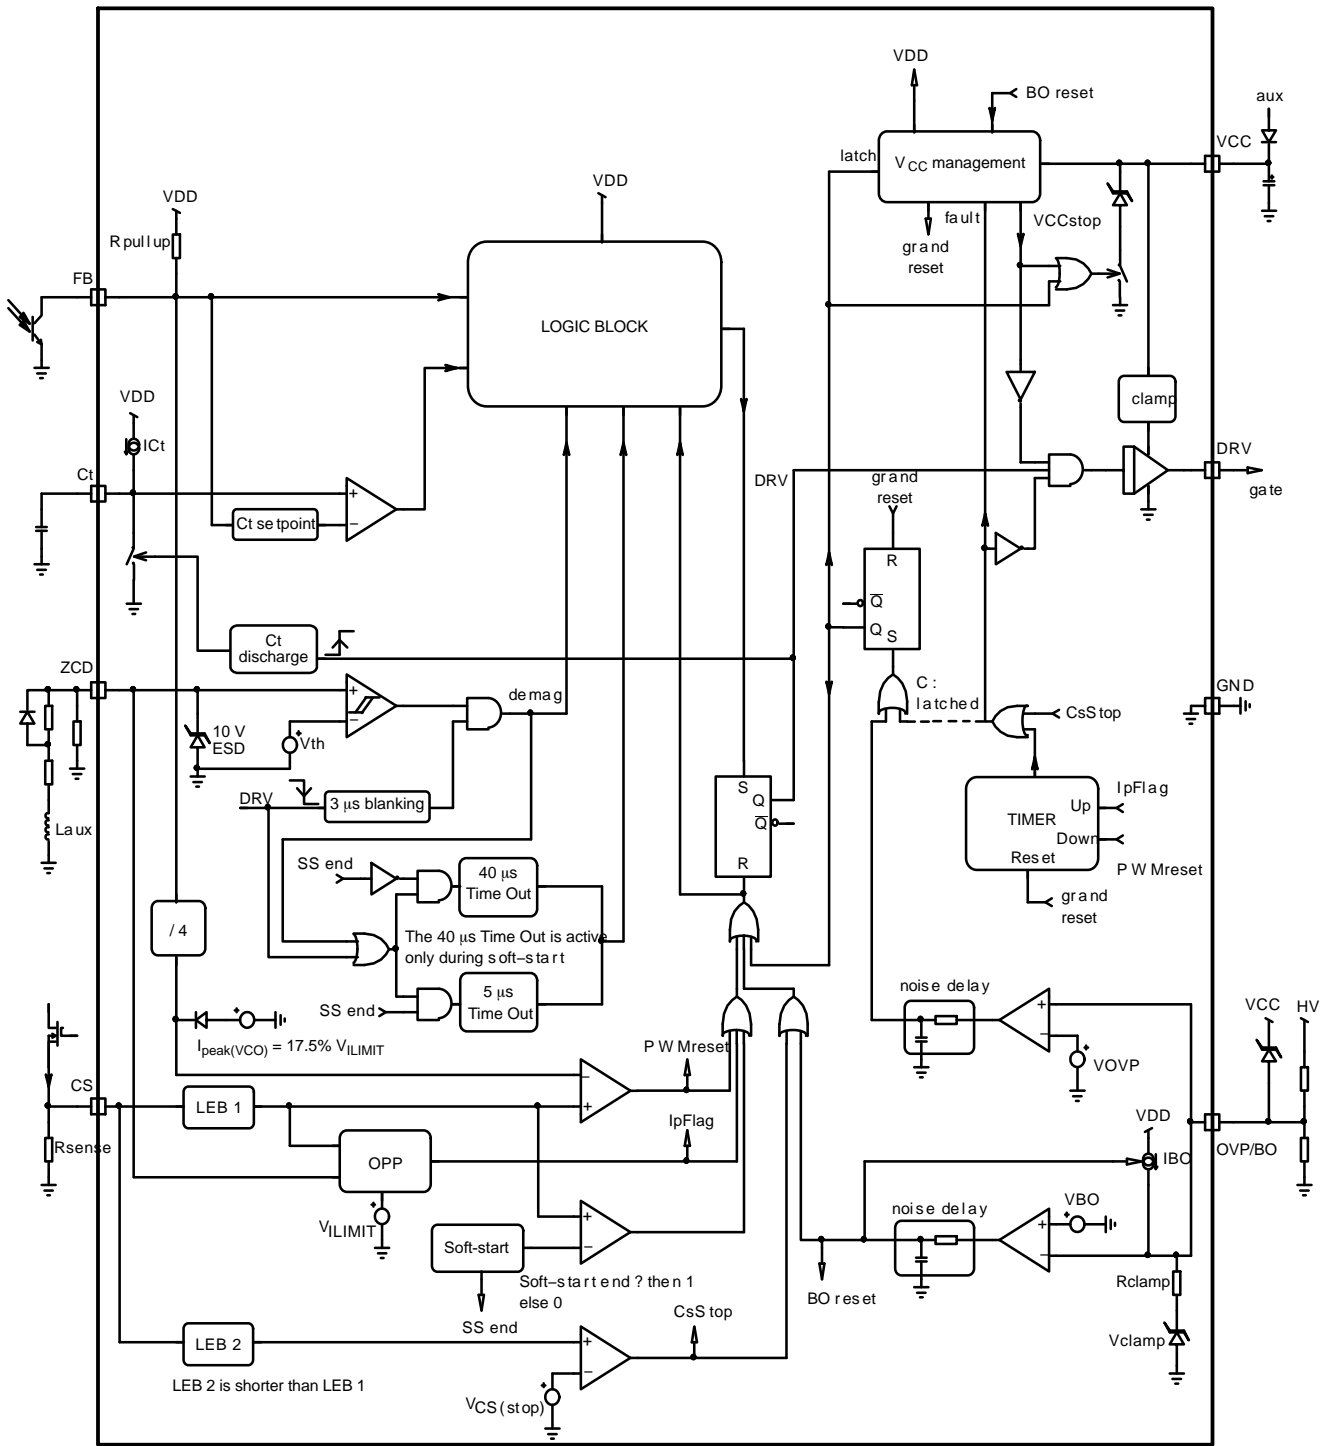 VDD
BO reset
aux
VCC
latch
VCC management
VDD
VDD
fault
VCCstop
grand
reset
Rpullup
FB
LOGIC BLOCK
VDD
clamp
ICt
DRV
Ct
grand
reset
DRV
gate
Ct setpoint
R
Q
Q
S
Ct
discharge
ZCD
C:
latched
GND
demag
CsStop
10 V
ESD
Vth
S
Q
Q
R
IpFlag
Up
TIMER
Down
Reset
PWMreset
grand
reset
DRV
3 μs blanking
Laux
SS end
40 μs
Time Out
/ 4
The 40 μs Time Out is active
only during soft–start
5 μs
Time Out
SS end
noise delay
VCC
HV
Ipeak(VCO) = 17.5% VILIMIT
PWMreset
VOVP
CS
LEB 1
IpFlag
VDD
Rsense
OPP
OVP/BO
IBO
VILIMIT
noise delay
VBO
Soft-start
Soft–start end ? then 1
else 0
Rclamp
BO reset
SS end
CsStop
LEB 2
Vclamp
LEB 2 is shorter than LEB 1
VCS(stop)